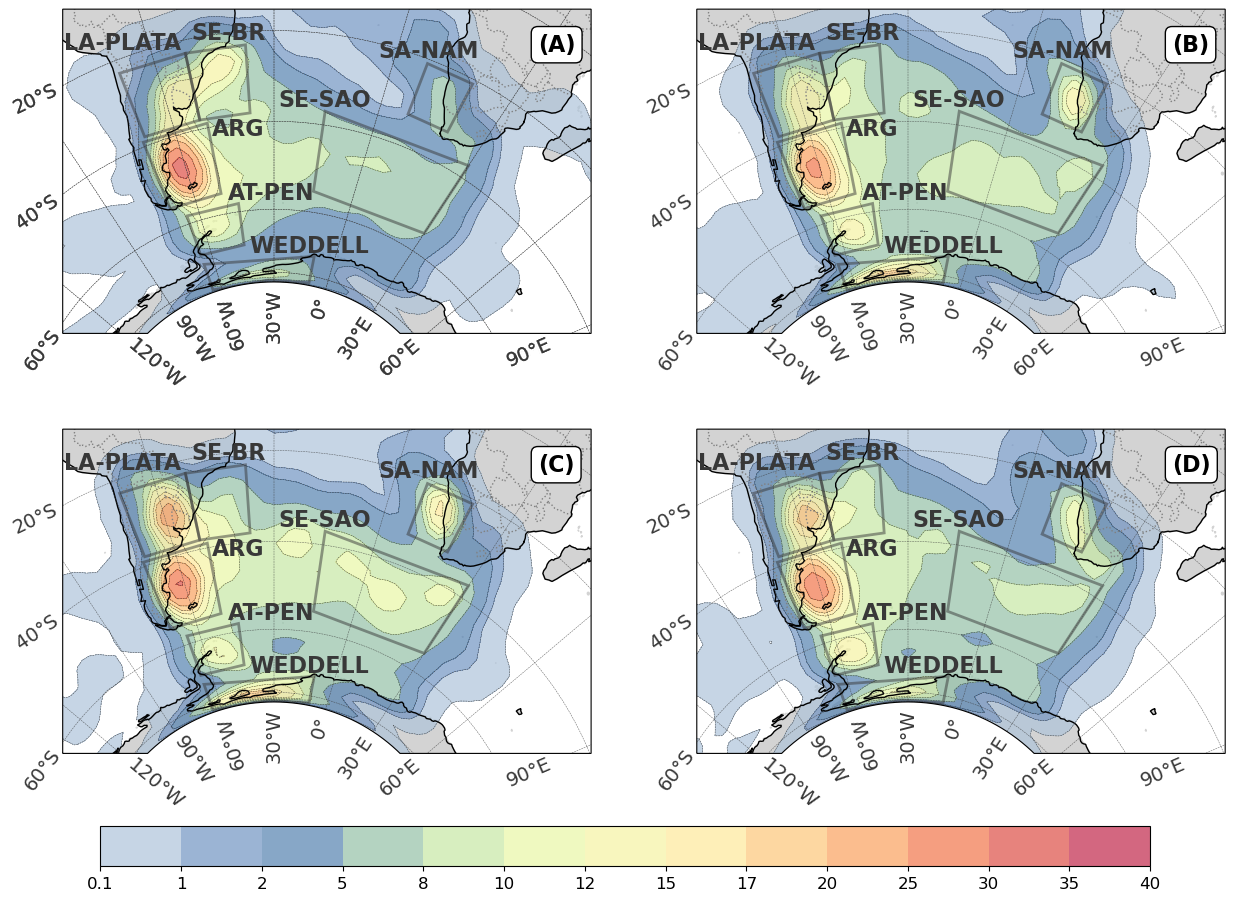 LA-PLATA SE-BR SA-NAM (A)
SE-SAO
ARG
AT-PEN
WEDDELL
20°S
40°S
60°S
120°W 90°W 60°W 30°W 0° 30°E 60°E 90°E
LA-PLATA SE-BR SA-NAM (B)
SE-SAO
ARG
AT-PEN
WEDDELL
20°S
40°S
60°S
120°W 90°W 60°W 30°W 0° 30°E 60°E 90°E
LA-PLATA SE-BR SA-NAM (C)
SE-SAO
ARG
AT-PEN
WEDDELL
20°S
40°S
60°S
120°W 90°W 60°W 30°W 0° 30°E 60°E 90°E
LA-PLATA SE-BR SA-NAM (D)
SE-SAO
ARG
AT-PEN
WEDDELL
20°S
40°S
60°S
120°W 90°W 60°W 30°W 0° 30°E 60°E 90°E
0.1 1 2 5 8 10 12 15 17 20 25 30 35 40